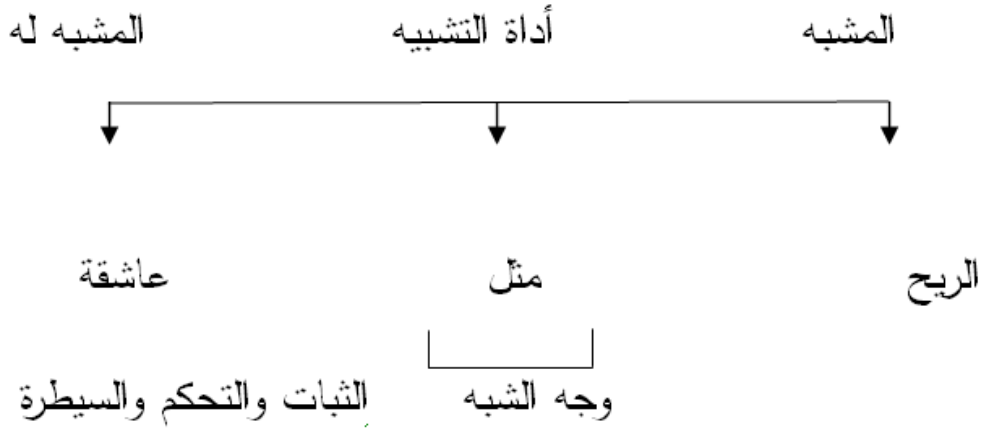 المشبه أداة التشبيه المشبه له
الريح مثل عاشقة
وجه الشبه الثبات والتحكم والسيطرة